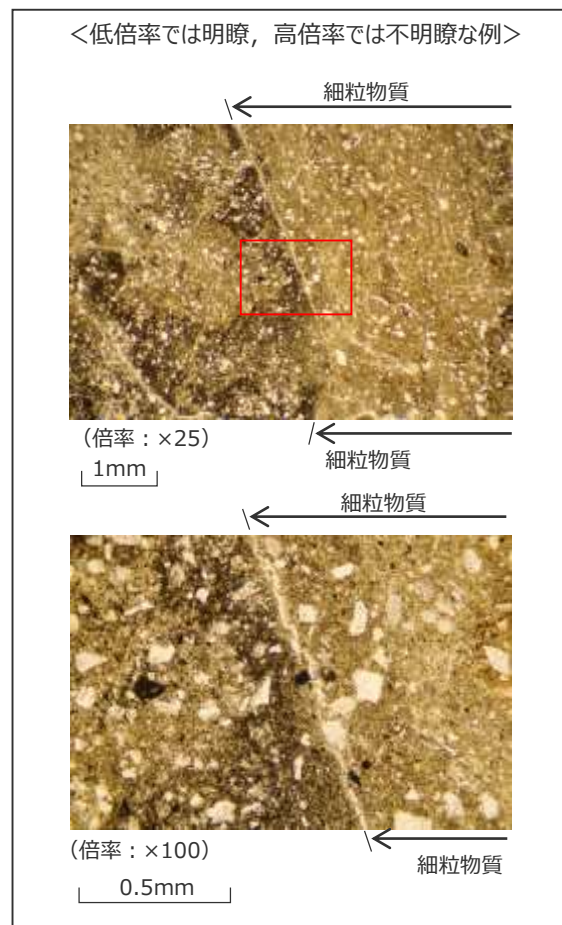 ＜低倍率では明瞭，高倍率では不明瞭な例＞
細粒物質
（倍率：×25）
1mm
細粒物質
細粒物質
（倍率：×100）
細粒物質
0.5mm